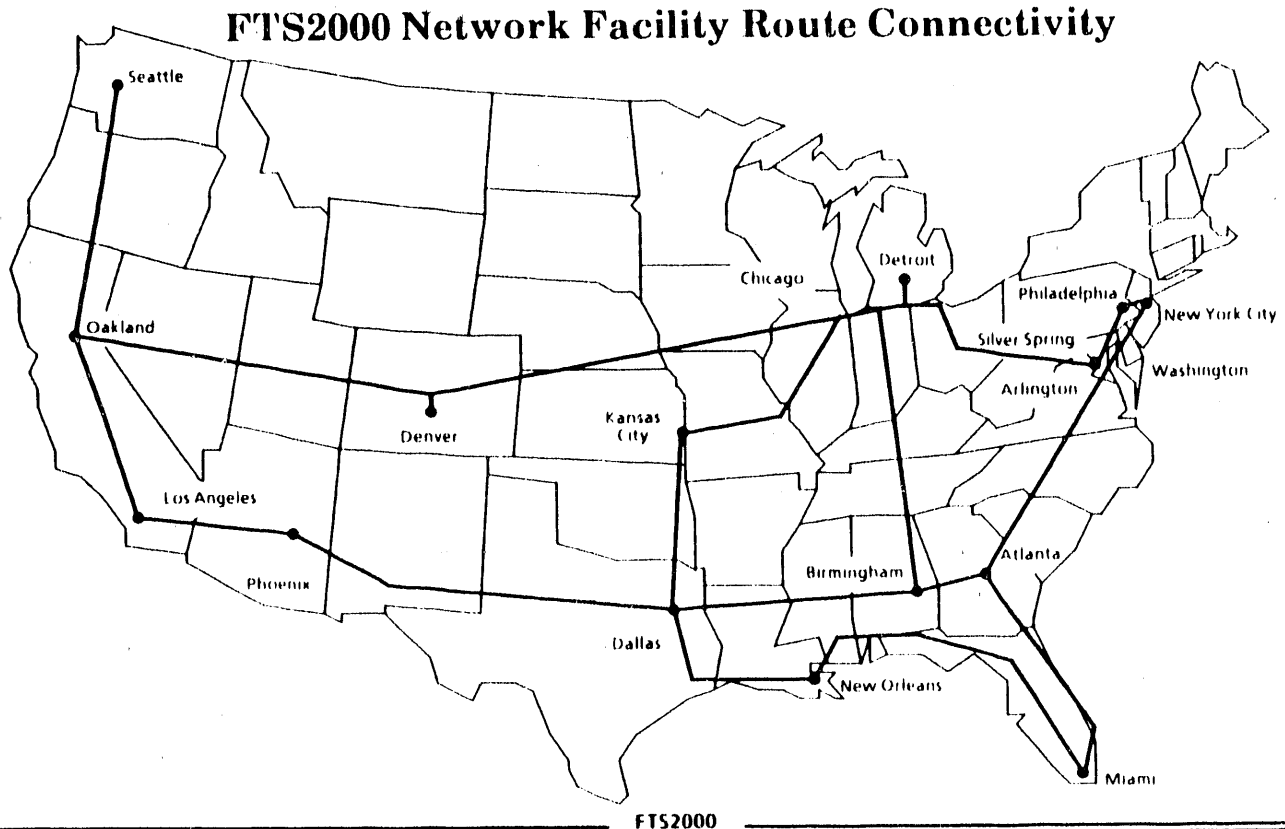 FTS2000 Network Facility Route Connectivity
Seattle
Detroit
Chicago
Philadelphia
New York City
Oakland
Silver Spring
Washington
Arlington
Kansas
City
Denver
Los Angeles
Atlanta
Birmingham
Phoenix
Dallas
New Orleans
Miami
FTS2000